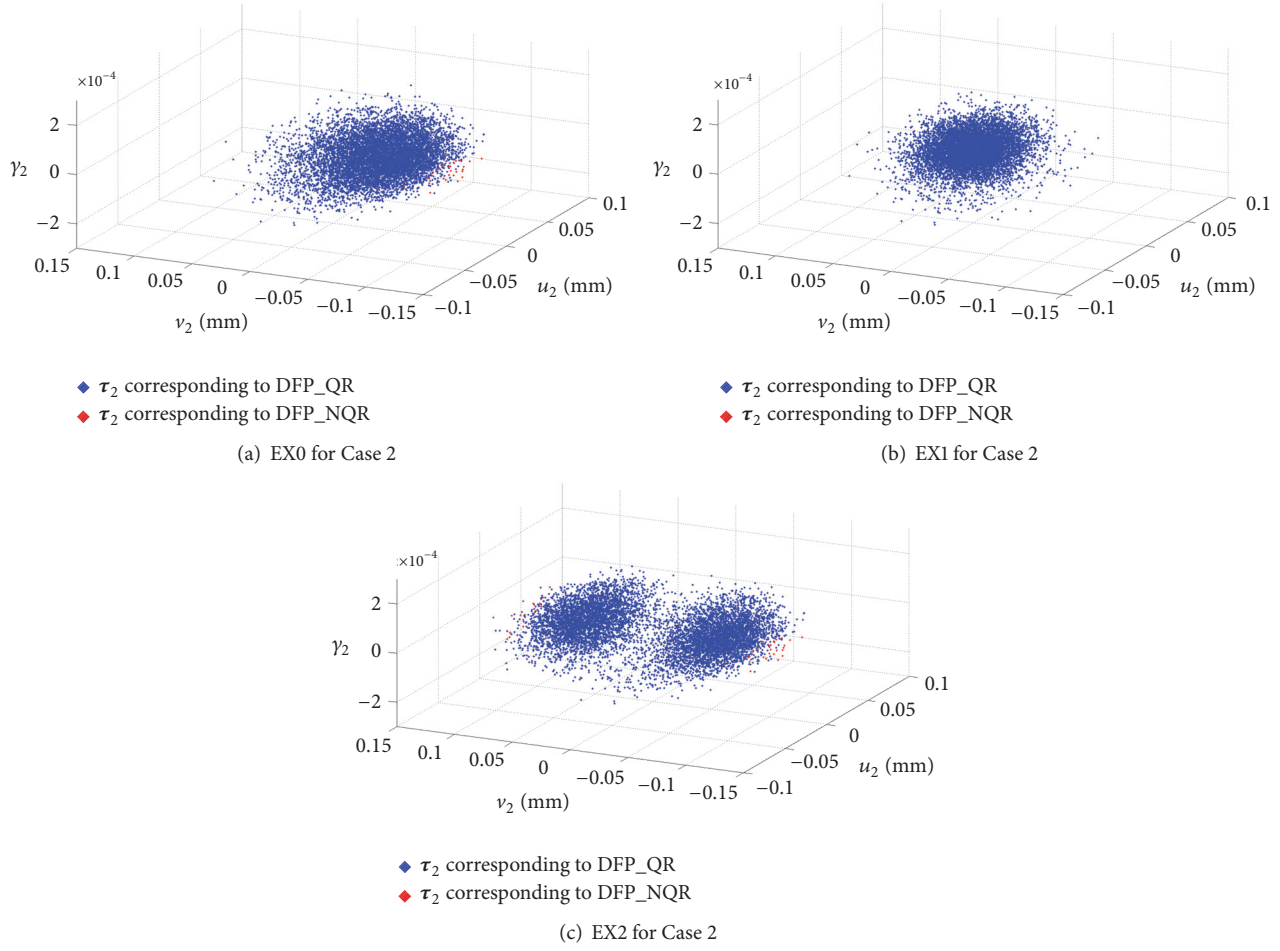 ×10⁻⁴
2
0
−2
γ₂
0.15
0.1
0.05
0
−0.05
−0.1
−0.15
ν₂ (mm)
−0.1
−0.05
0
0.05
0.1
u₂ (mm)
◆ τ₂ corresponding to DFP_QR
◆ τ₂ corresponding to DFP_NQR
(a) EX0 for Case 2
×10⁻⁴
2
0
−2
γ₂
0.15
0.1
0.05
0
−0.05
−0.1
−0.15
ν₂ (mm)
−0.1
−0.05
0
0.05
0.1
u₂ (mm)
◆ τ₂ corresponding to DFP_QR
◆ τ₂ corresponding to DFP_NQR
(b) EX1 for Case 2
×10⁻⁴
2
0
−2
γ₂
0.15
0.1
0.05
0
−0.05
−0.1
−0.15
ν₂ (mm)
−0.1
−0.05
0
0.05
0.1
u₂ (mm)
◆ τ₂ corresponding to DFP_QR
◆ τ₂ corresponding to DFP_NQR
(c) EX2 for Case 2